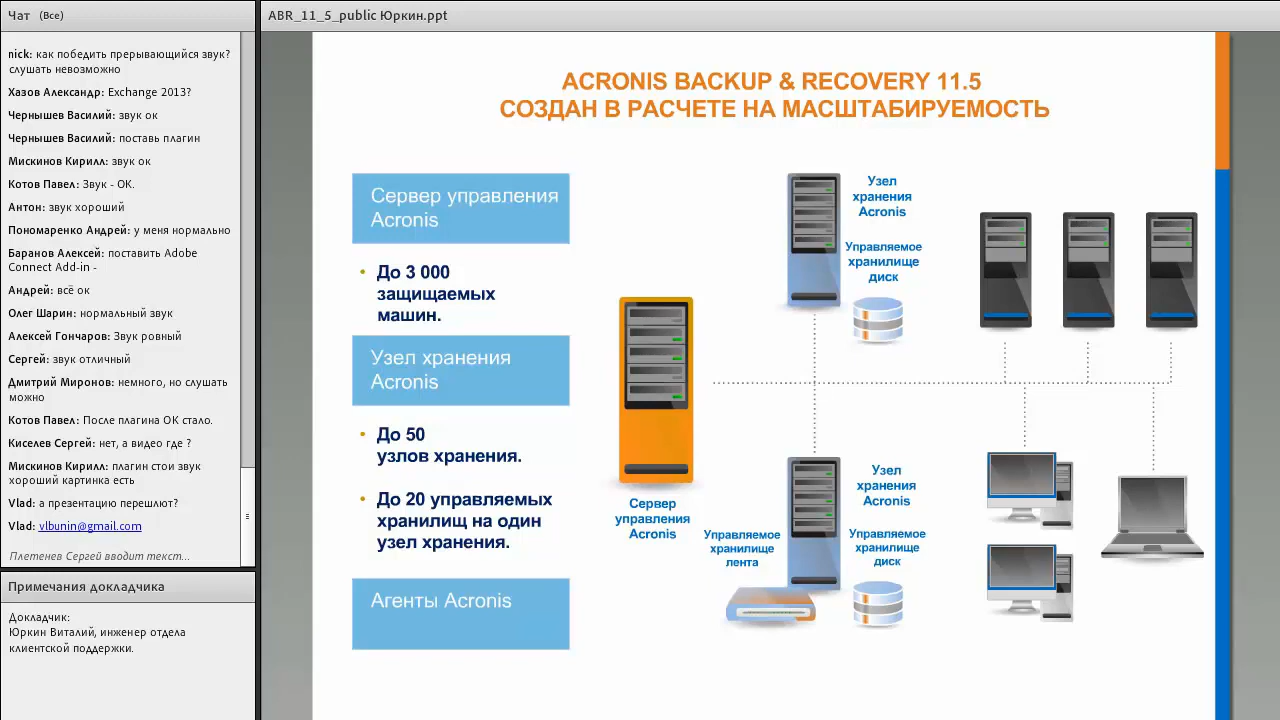 Чат (Все)
nick: как победить прерывающийся звук?
слушать невозможно
Хазов Александр: Exchange 2013?
Чернышев Василий: звук ок
Чернышев Василий: поставь плагин
Мискинов Кирилл: звук ок
Котов Павел: Звук - ОК.
Антон: звук хороший
Пономаренко Андрей: у меня нормально
Баранов Алексей: поставить Adobe
Connect Add-in -
Андрей: всё ок
Олег Шарин: нормальный звук
Алексей Гончаров: Звук ровный
Сергей: звук отличный
Дмитрий Миронов: немного, но слушать
можно
Котов Павел: После плагина ОК стало.
Киселев Сергей: нет, а видео где ?
Мискинов Кирилл: плагин стои звук
хороший картинка есть
Vlad: а презентацию перешлют?
Vlad: vlbunin@gmail.com
Плетенев Сергей вводит текст...
Примечания докладчика
Докладчик:
Юркин Виталий, инженер отдела
клиентской поддержки.
ABR_11_5_public Юркин.ppt
ACRONIS BACKUP & RECOVERY 11.5
СОЗДАН В РАСЧЕТЕ НА МАСШТАБИРУЕМОСТЬ
Сервер управления
Acronis
• До 3 000
защищаемых
машин.
Узел хранения
Acronis
• До 50
узлов хранения.
• До 20 управляемых
хранилищ на один
узел хранения.
Агенты Acronis
Сервер
управления
Acronis
Узел
хранения
Acronis
Управляемое
хранилище
диск
Узел
хранения
Acronis
Управляемое
хранилище
лента
Управляемое
хранилище
диск